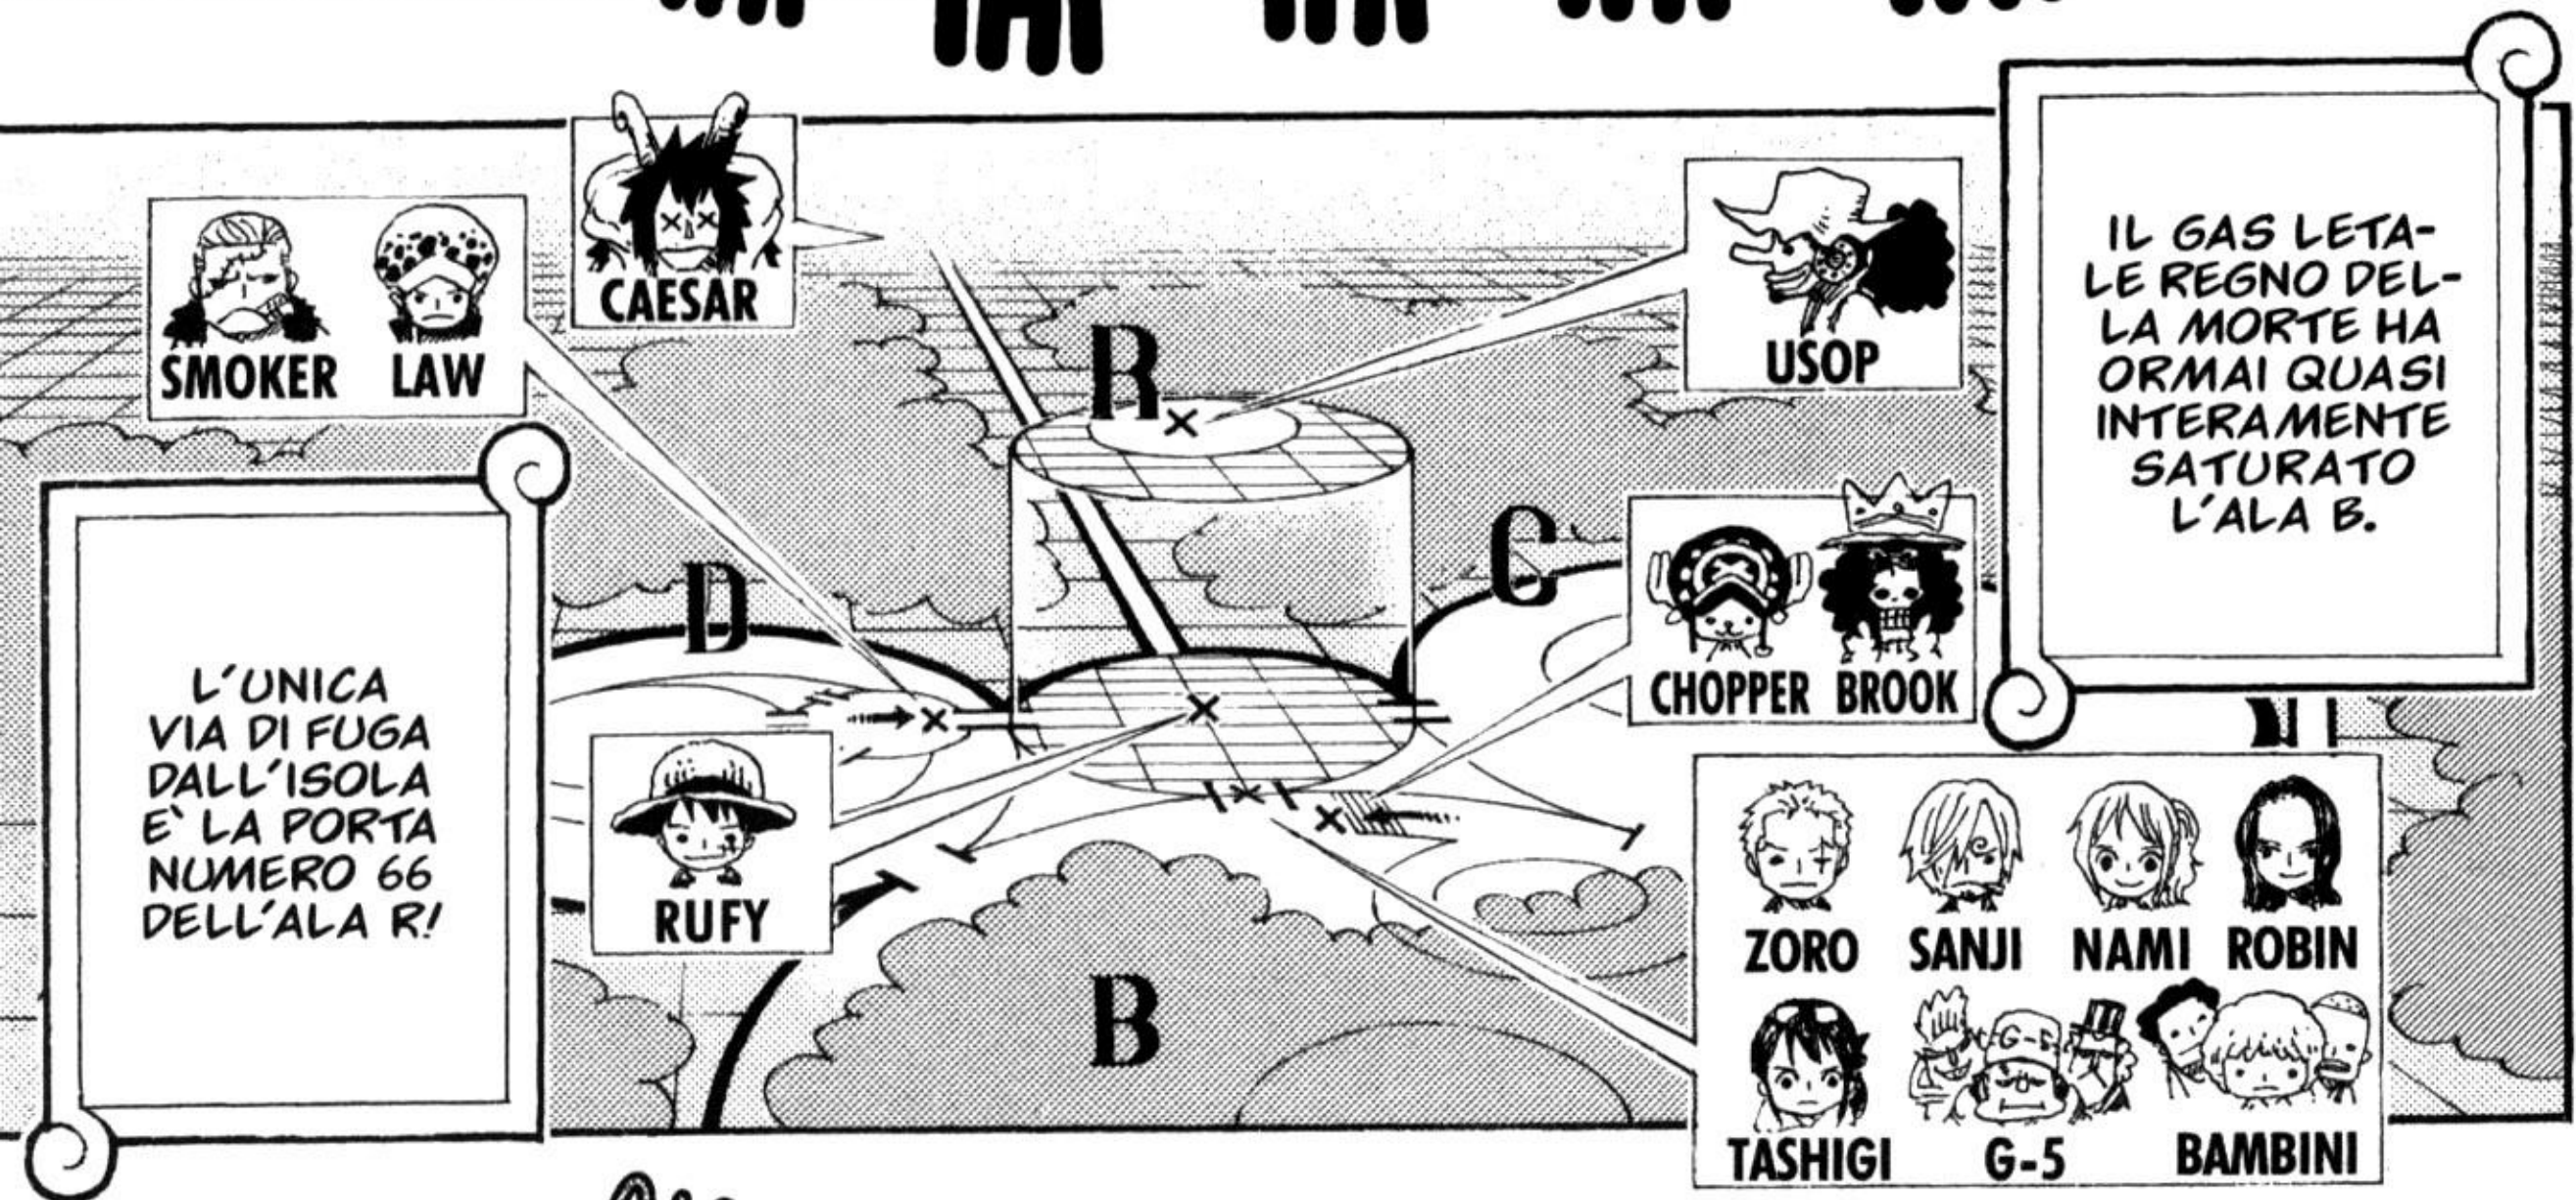 CAESAR
SMOKER LAW
USOP
IL GAS LETA-
LE REGNO DEL-
LA MORTE HA
ORMAI QUASI
INTERAMENTE
SATURATO
L'ALA B.
R
C
D
CHOPPER BROOK
L'UNICA
VIA DI FUGA
DALL'ISOLA
E' LA PORTA
NUMERO 66
DELL'ALA R!
RUFY
B
ZORO SANJI NAMI ROBIN
G-5
TASHIGI G-5 BAMBINI